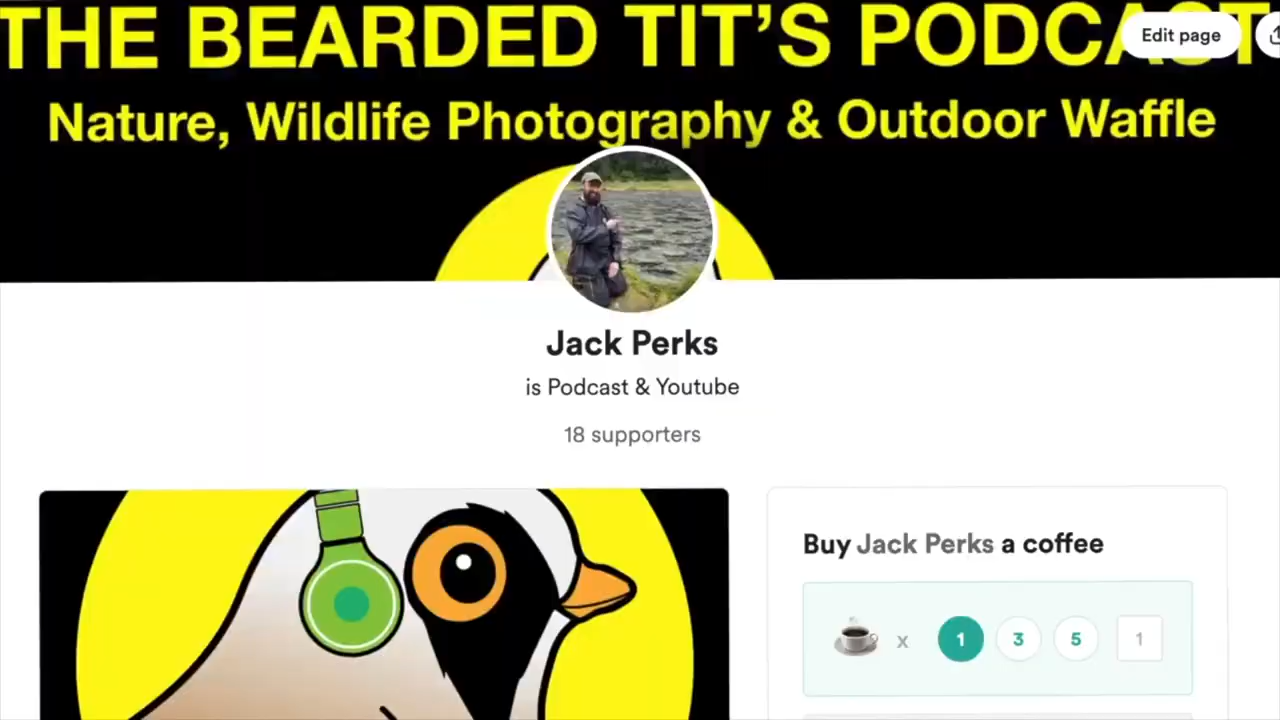 THE BEARDED TIT'S PODCAST
Edit page
Nature, Wildlife Photography & Outdoor Waffle
Jack Perks
is Podcast & Youtube
18 supporters
Buy Jack Perks a coffee
x 1 3 5 1